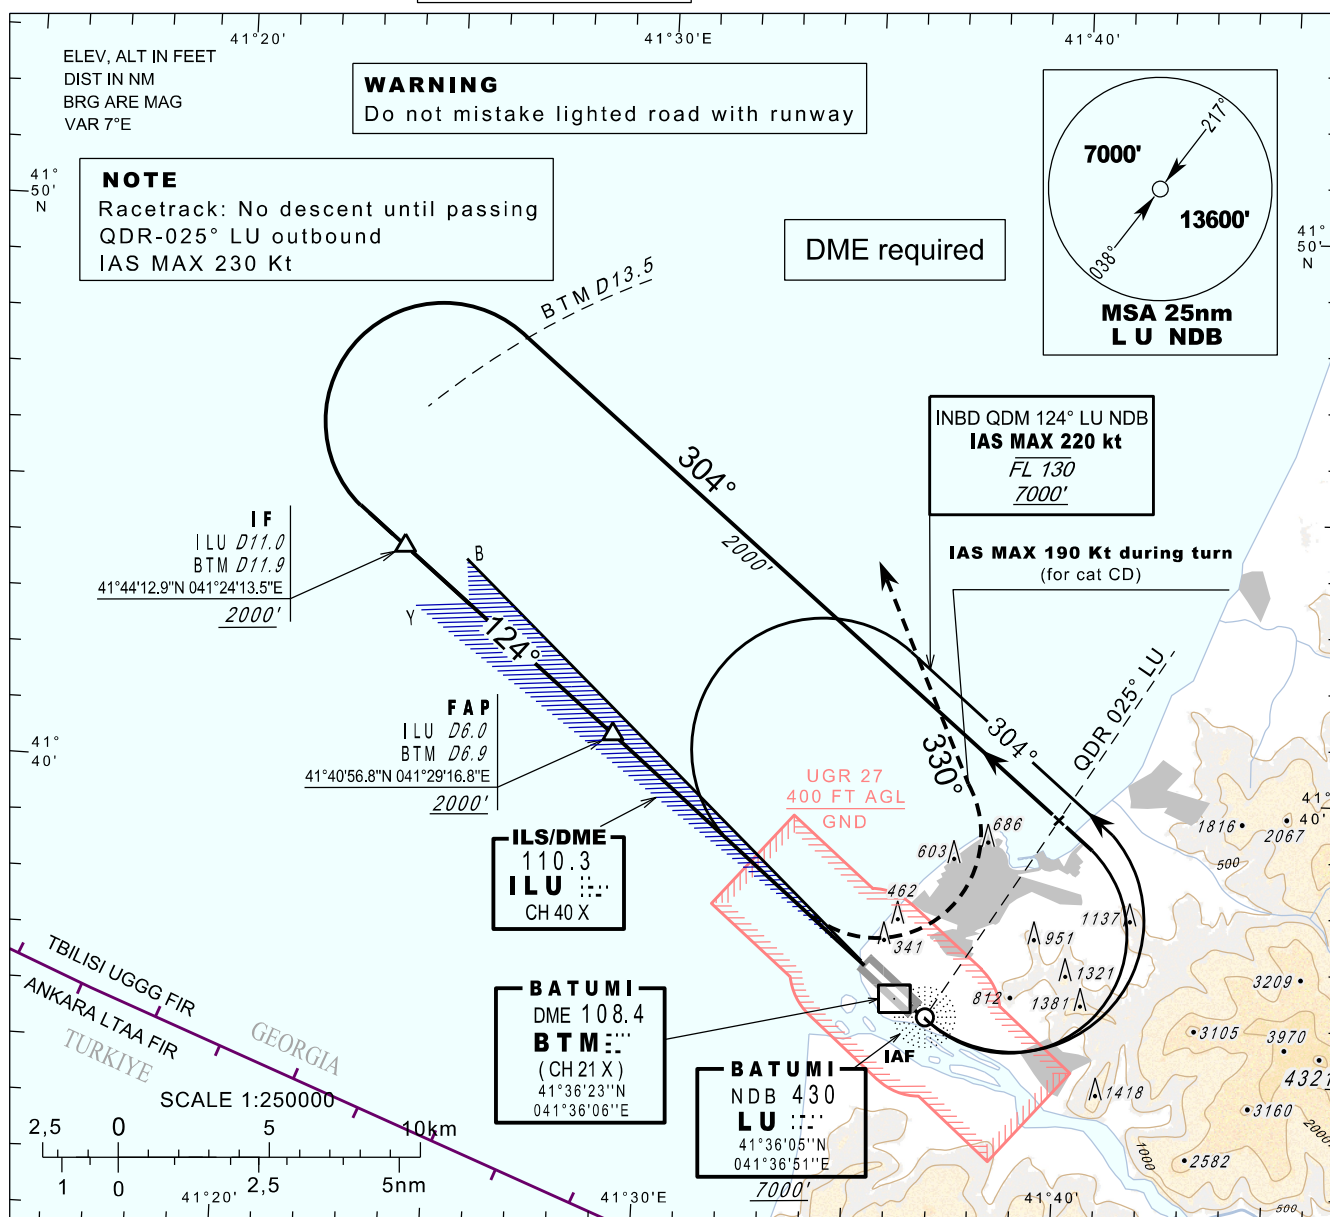 41°20'
41°30'E
41°40'
ELEV, ALT IN FEET
DIST IN NM
BRG ARE MAG
VAR 7°E
WARNING
Do not mistake lighted road with runway
217°
7000'
13600'
038°
MSA 25nm
L U NDB
41°
50'
N
NOTE
Racetrack: No descent until passing
QDR-025° LU outbound
IAS MAX 230 Kt
DME required
41°
50'
N
BTM D13.5
INBD QDM 124° LU NDB
IAS MAX 220 kt
FL 130
7000'
304°
2000'
IF
ILU D11.0
BTM D11.9
41°44'12.9"N 041°24'13.5"E
2000'
B
Y
124°
IAS MAX 190 Kt during turn
(for cat CD)
QDR 025° LU
FAP
ILU D6.0
BTM D6.9
41°40'56.8"N 041°29'16.8"E
2000'
41°
40'
304°
330°
UGR 27
400 FT AGL
GND
41°
40'
1816
2067
500
686
603
ILS/DME
110.3
ILU
CH 40 X
462
341
1137
951
1321
1381
812
3209
3105
3970
4321
1418
3160
2582
2000
1000
500
TBILISI UGGG FIR
ANKARA LTAA FIR
GEORGIA
TURKIYE
BATUMI
DME 108.4
BTM
( CH 21 X )
41°36'23"N
041°36'06"E
IAF
BATUMI
NDB 430
LU
41°36'05"N
041°36'51"E
7000'
SCALE 1:250000
2,5 0 5 10km
1 0 2,5 5nm
41°20'
41°30'E
41°40'